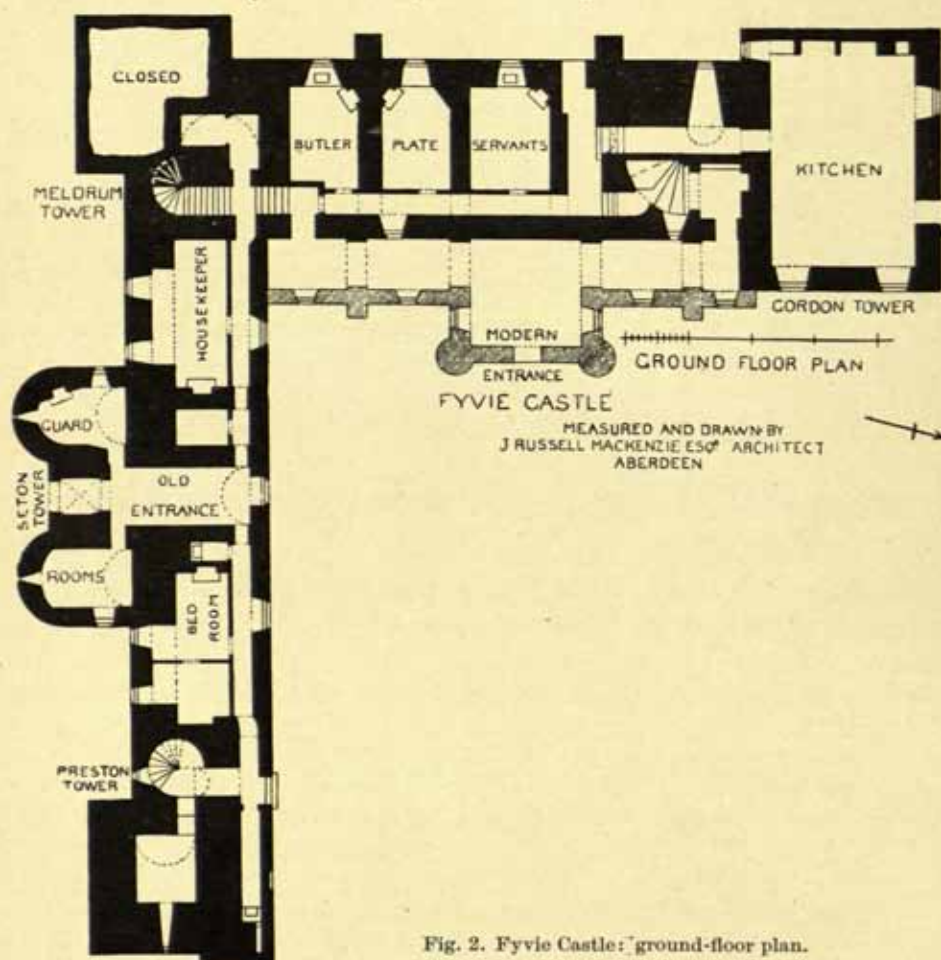 CLOSED
MELDRUM
TOWER
BUTLER
PLATE
SERVANTS
KITCHEN
HOUSEKEEPER
MODERN
ENTRANCE
GORDON TOWER
GROUND FLOOR PLAN
FYVIE CASTLE
MEASURED AND DRAWN BY
J RUSSELL MACKENZIE ESQR ARCHITECT
ABERDEEN
GUARD
SETON
TOWER
OLD
ENTRANCE
ROOMS
BED
ROOM
PRESTON
TOWER
Fig. 2. Fyvie Castle: ground-floor plan.